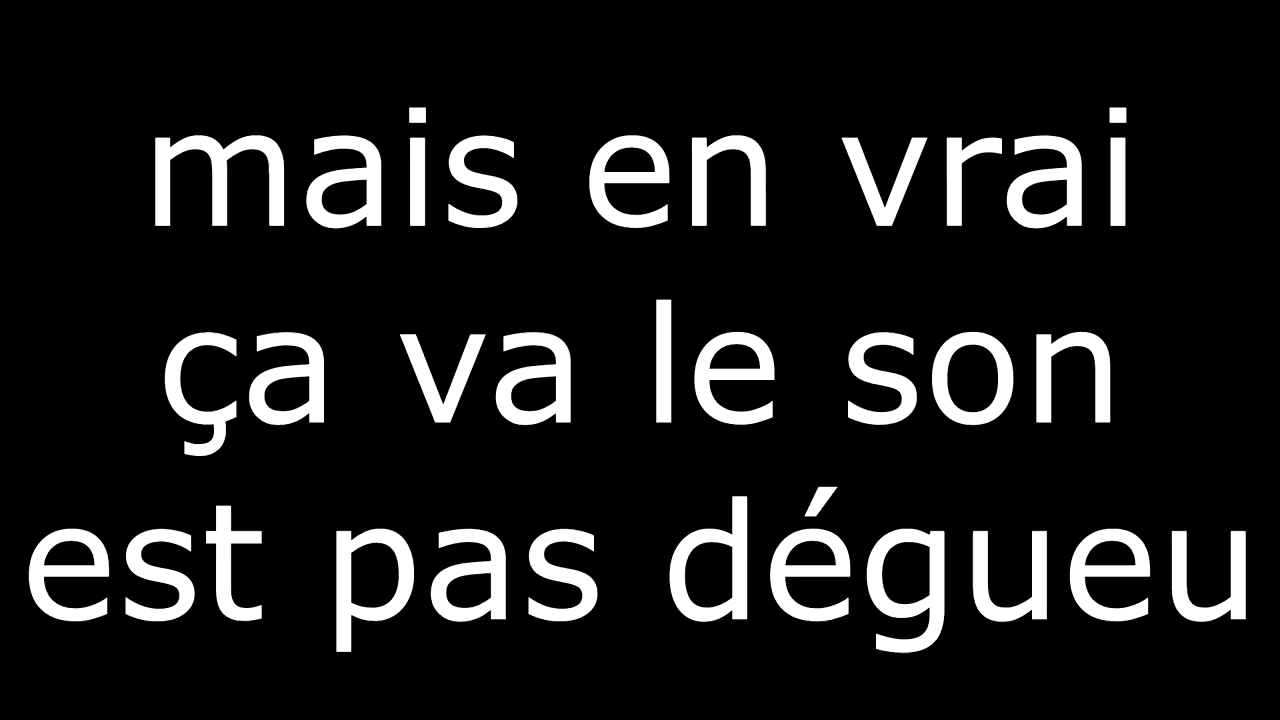 mais en vrai
ça va le son
est pas dégueu